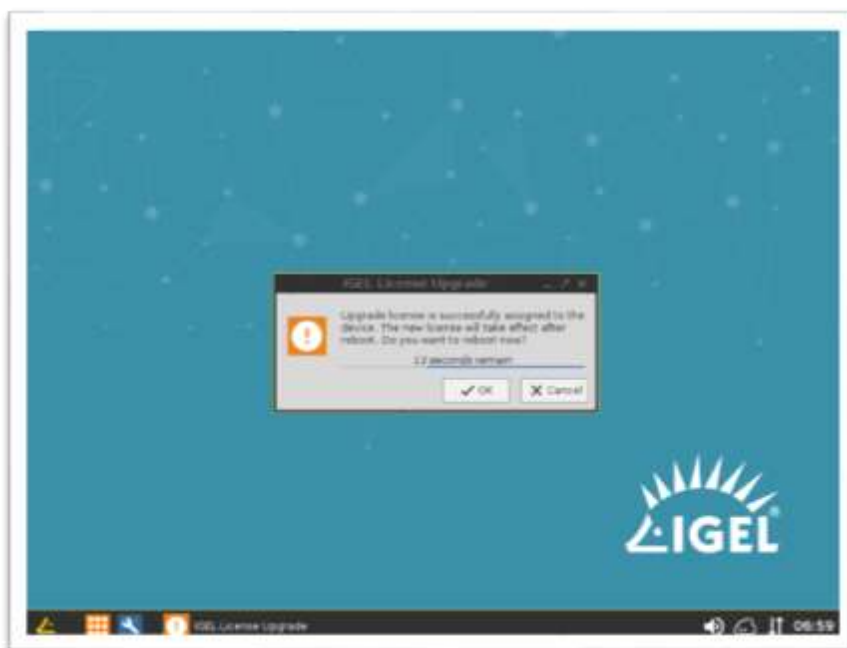 IGEL License Upgrade
Upgrade license is successfully assigned to the
device. The new license will take effect after
reboot. Do you want to reboot now?
13 seconds remain
OK
Cancel
IGEL
IGEL License Upgrade
06:59